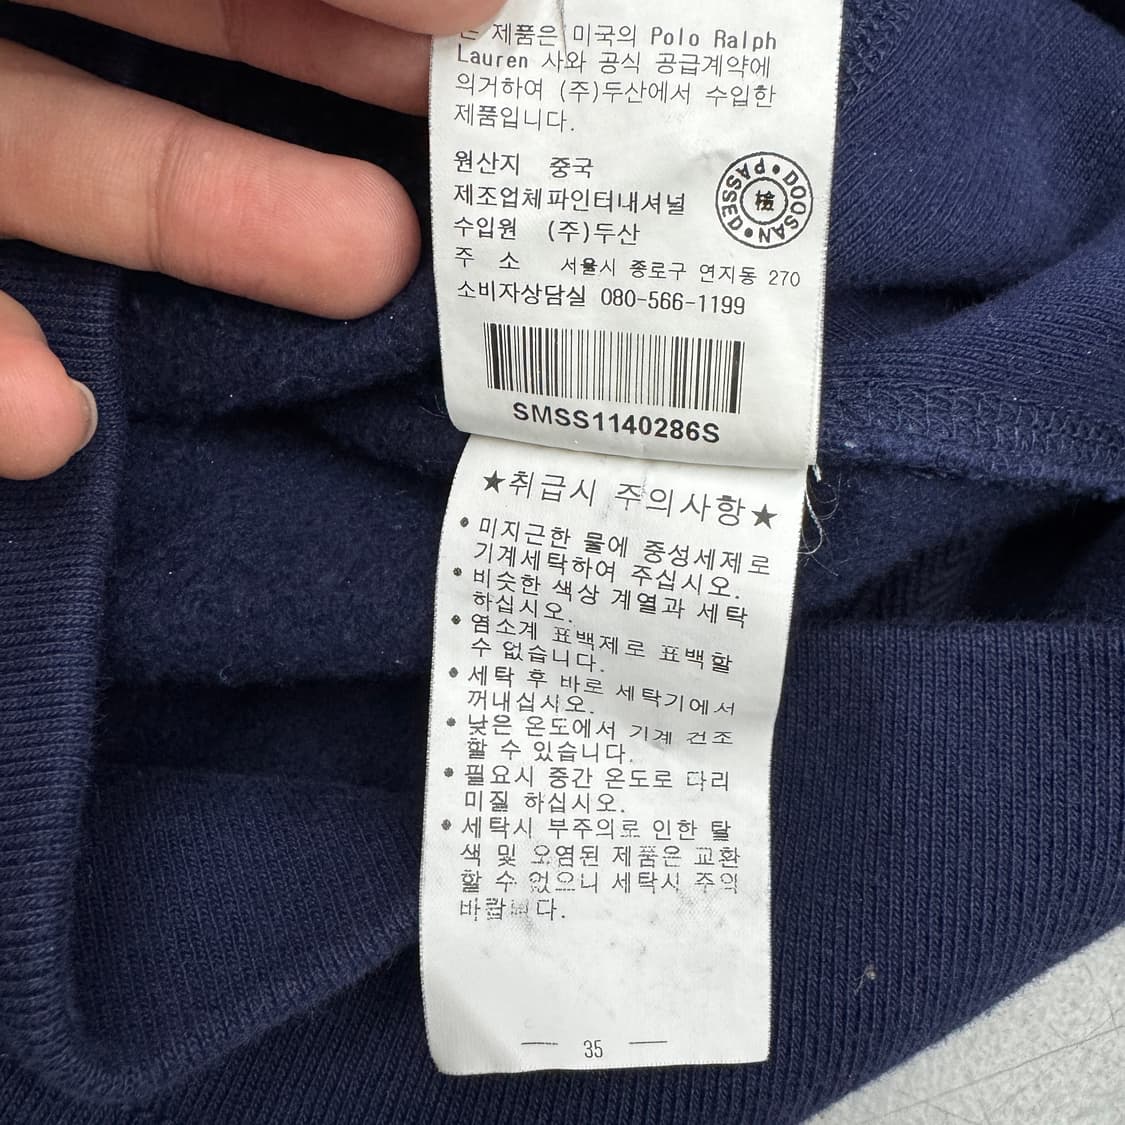 제품은 미국의 Polo Ralph
Lauren 사와 공식 공급계약에
의거하여 (주)두산에서 수입한
제품입니다.
원산지 중국
제조업체 파인터내셔널
수입원 (주)두산
주 소 서울시 종로구 연지동 270
소비자상담실 080-566-1199
DOOSAN PASSED
檢
SMSS1140286S
★취급시 주의사항★
• 미지근한 물에 중성세제로
기계세탁하여 주십시오.
• 비슷한 색상 계열과 세탁
하십시오.
• 염소계 표백제로 표백할
수 없습니다.
• 세탁 후 바로 세탁기에서
꺼내십시오.
• 낮은 온도에서 기계 건조
할 수 있습니다.
• 필요시 중간 온도로 다리
미질 하십시오.
• 세탁시 부주의로 인한 탈
색 및 오염된 제품은 교환
할 수 없으니 세탁시 주의
바랍니다.
35